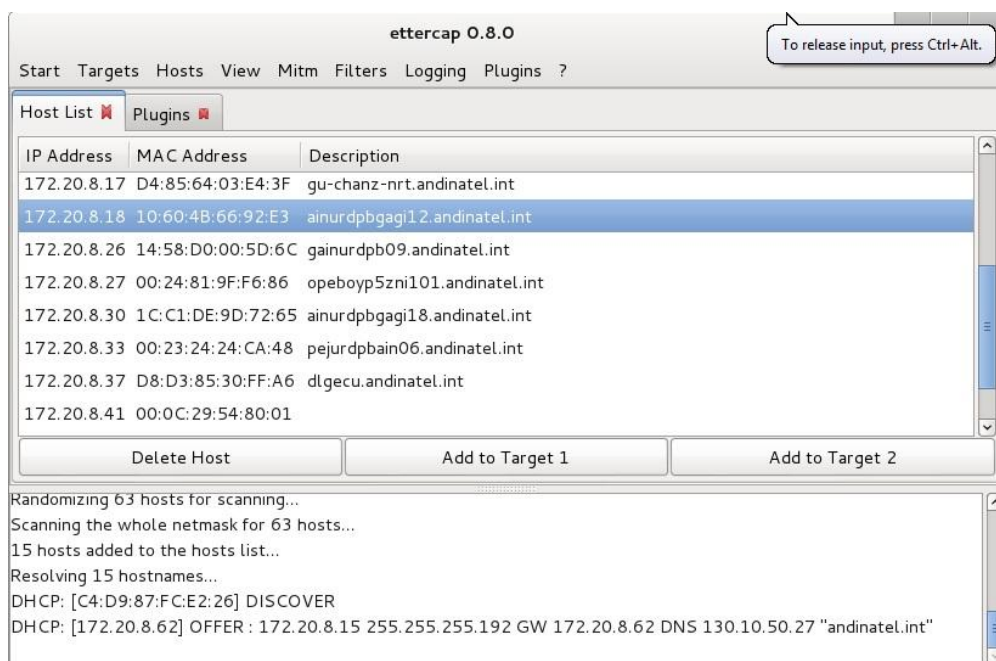 ettercap 0.8.0
To release input, press Ctrl+Alt.
Start Targets Hosts View Mitm Filters Logging Plugins ?
Host List Plugins
IP Address MAC Address Description
172.20.8.17 D4:85:64:03:E4:3F gu-chanz-nrt.andinatel.int
172.20.8.18 10:60:4B:66:92:E3 ainurdpbgagi12.andinatel.int
172.20.8.26 14:58:D0:00:5D:6C gainurdpb09.andinatel.int
172.20.8.27 00:24:81:9F:F6:86 opeboyp5zni101.andinatel.int
172.20.8.30 1C:C1:DE:9D:72:65 ainurdpbgagi18.andinatel.int
172.20.8.33 00:23:24:24:CA:48 pejurdpbain06.andinatel.int
172.20.8.37 D8:D3:85:30:FF:A6 dlgecu.andinatel.int
172.20.8.41 00:0C:29:54:80:01
Delete Host Add to Target 1 Add to Target 2
Randomizing 63 hosts for scanning...
Scanning the whole netmask for 63 hosts...
15 hosts added to the hosts list...
Resolving 15 hostnames...
DHCP: [C4:D9:87:FC:E2:26] DISCOVER
DHCP: [172.20.8.62] OFFER : 172.20.8.15 255.255.255.192 GW 172.20.8.62 DNS 130.10.50.27 "andinatel.int"